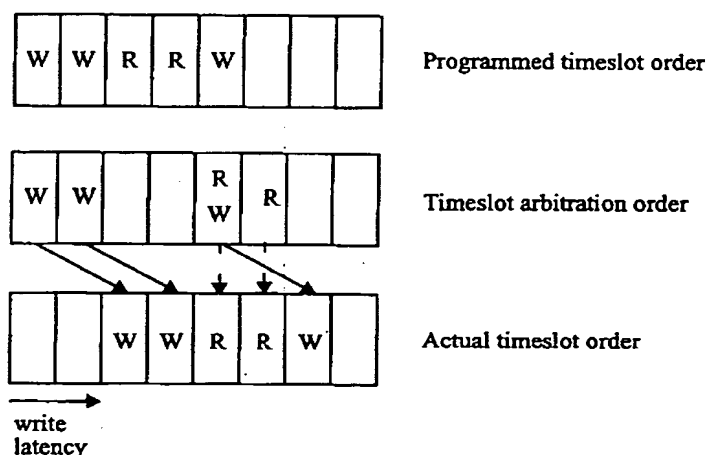 W W R R W
Programmed timeslot order
W W R R
W
Timeslot arbitration order
W W R R W
Actual timeslot order
write
latency